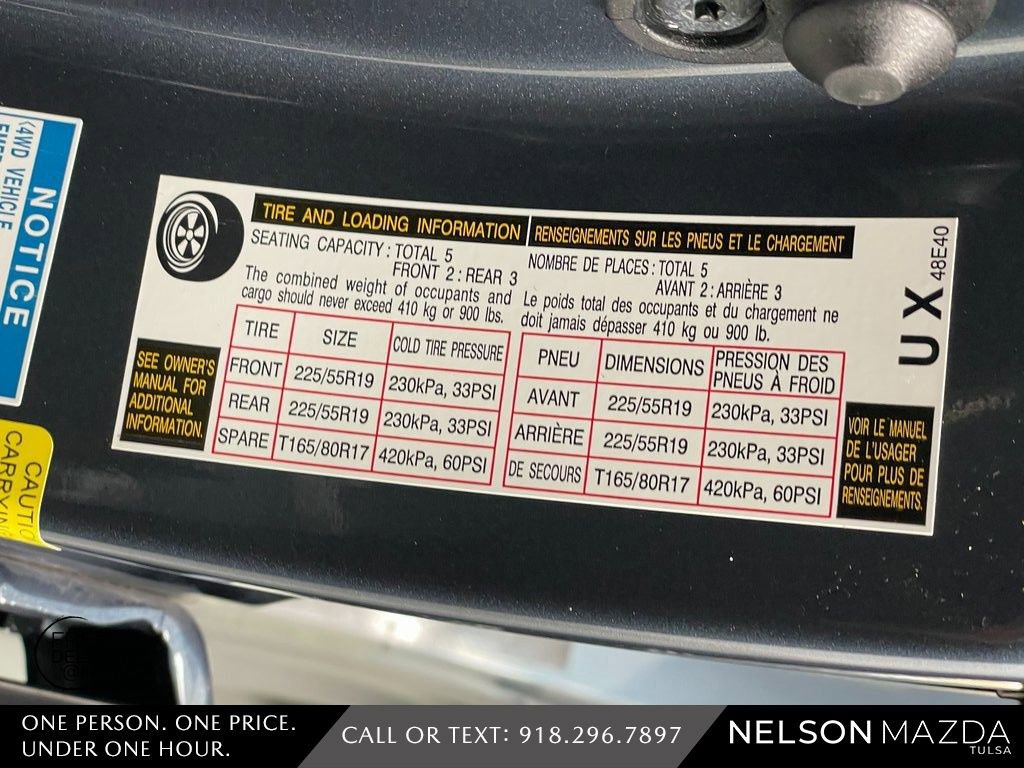 NOTICE
(4WD VEHICLE
CAUTIO
CARRYIN
TIRE AND LOADING INFORMATION
SEATING CAPACITY : TOTAL 5
FRONT 2 : REAR 3
The combined weight of occupants and
cargo should never exceed 410 kg or 900 lbs.
SEE OWNER'S
MANUAL FOR
ADDITIONAL
INFORMATION.
TIRE SIZE COLD TIRE PRESSURE
FRONT 225/55R19 230kPa, 33PSI
REAR 225/55R19 230kPa, 33PSI
SPARE T165/80R17 420kPa, 60PSI
RENSEIGNEMENTS SUR LES PNEUS ET LE CHARGEMENT
NOMBRE DE PLACES : TOTAL 5
AVANT 2 : ARRIÈRE 3
Le poids total des occupants et du chargement ne
doit jamais dépasser 410 kg ou 900 lb.
PNEU DIMENSIONS PRESSION DES
PNEUS À FROID
AVANT 225/55R19 230kPa, 33PSI
ARRIÈRE 225/55R19 230kPa, 33PSI
DE SECOURS T165/80R17 420kPa, 60PSI
VOIR LE MANUEL
DE L'USAGER
POUR PLUS DE
RENSEIGNEMENTS.
UX 48E40
ONE PERSON. ONE PRICE.
UNDER ONE HOUR.
CALL OR TEXT: 918.296.7897
NELSON MAZDA
TULSA